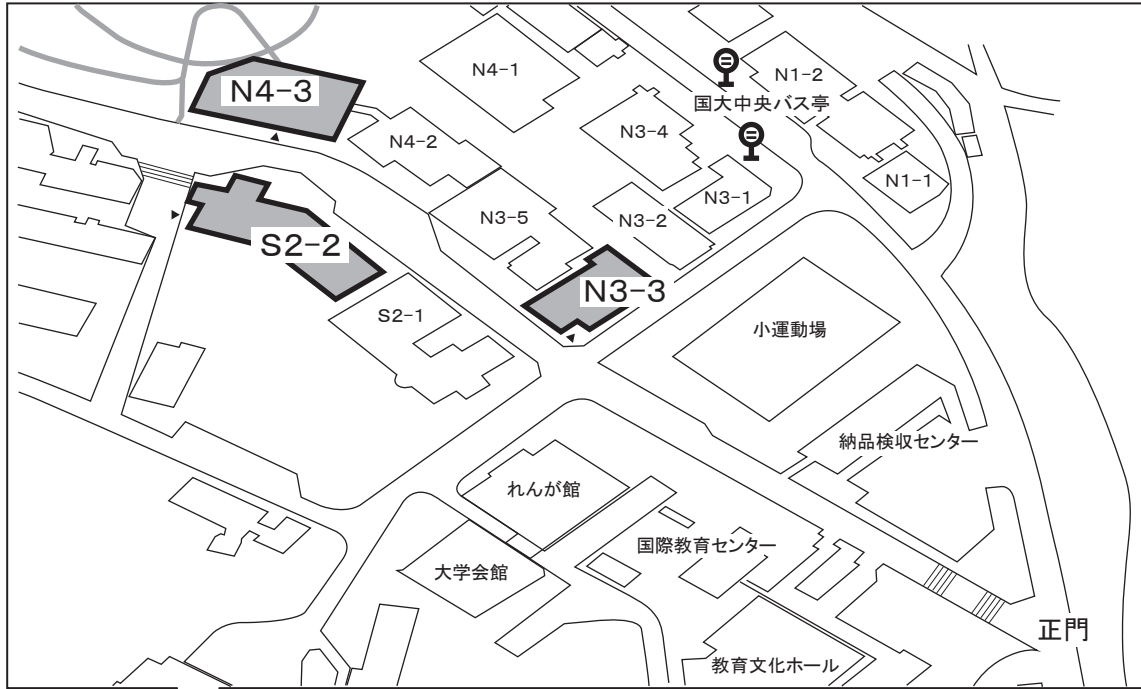 N4-1
N1-2
N4-3
国大中央バス亭
N3-4
N4-2
N1-1
N3-1
N3-5
N3-2
S2-2
N3-3
S2-1
小運動場
納品検収センター
れんが館
国際教育センター
大学会館
正門
教育文化ホール